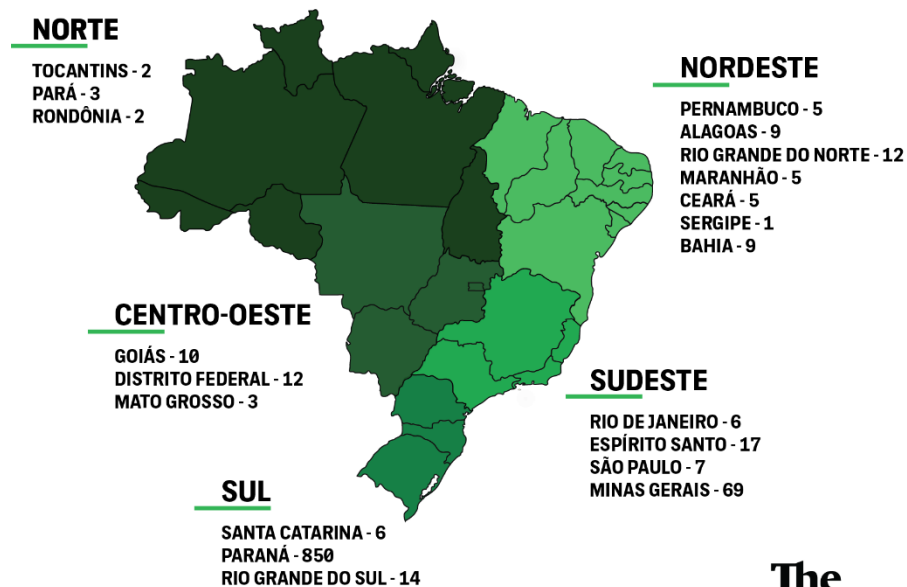 NORTE
TOCANTINS - 2
PARÁ - 3
RONDÔNIA - 2
NORDESTE
PERNAMBUCO - 5
ALAGOAS - 9
RIO GRANDE DO NORTE - 12
MARANHÃO - 5
CEARÁ - 5
SERGIPE - 1
BAHIA - 9
CENTRO-OESTE
GOIÁS - 10
DISTRITO FEDERAL - 12
MATO GROSSO - 3
SUDESTE
RIO DE JANEIRO - 6
ESPÍRITO SANTO - 17
SÃO PAULO - 7
MINAS GERAIS - 69
SUL
SANTA CATARINA - 6
PARANÁ - 850
RIO GRANDE DO SUL - 14
The